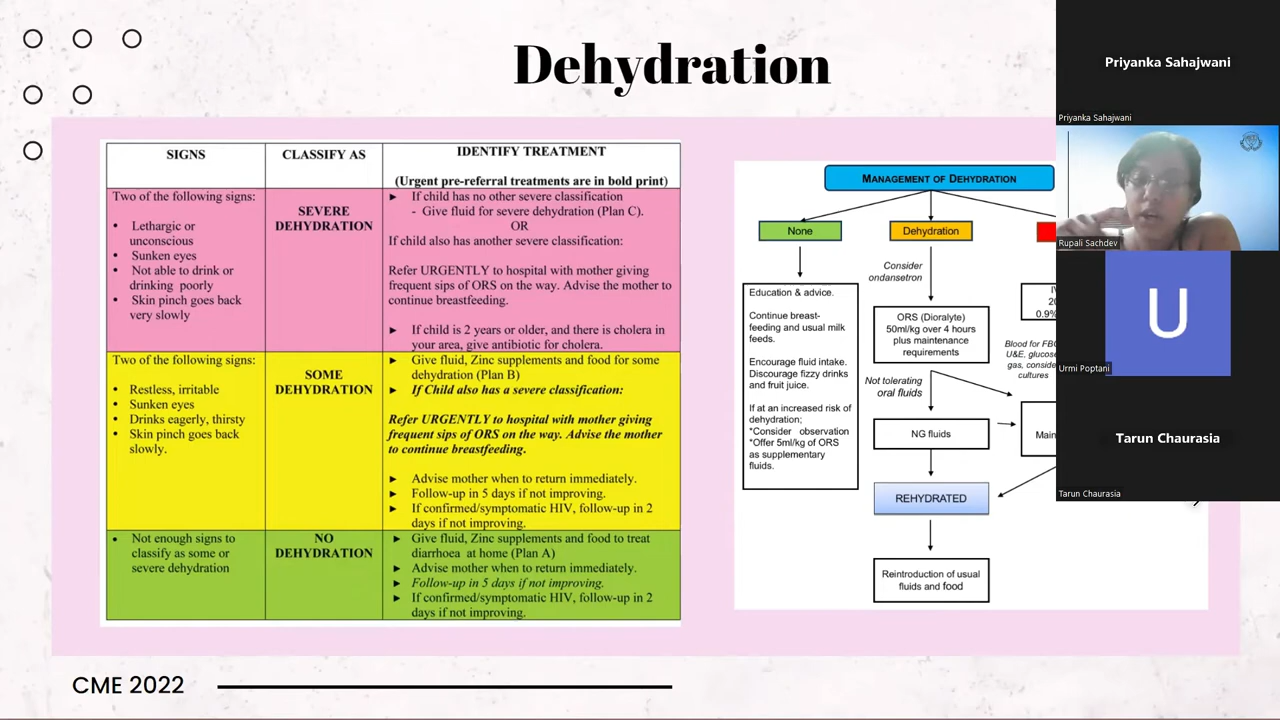 Dehydration
SIGNS
CLASSIFY AS
IDENTIFY TREATMENT
(Urgent pre-referral treatments are in bold print)
Two of the following signs:
• Lethargic or
unconscious
• Sunken eyes
• Not able to drink or
drinking poorly
• Skin pinch goes back
very slowly
SEVERE
DEHYDRATION
► If child has no other severe classification
- Give fluid for severe dehydration (Plan C).
OR
If child also has another severe classification:
Refer URGENTLY to hospital with mother giving
frequent sips of ORS on the way. Advise the mother to
continue breastfeeding.
► If child is 2 years or older, and there is cholera in
your area, give antibiotic for cholera.
Two of the following signs:
• Restless, irritable
• Sunken eyes
• Drinks eagerly, thirsty
• Skin pinch goes back
slowly.
SOME
DEHYDRATION
► Give fluid, Zinc supplements and food for some
dehydration (Plan B)
► If Child also has a severe classification:
Refer URGENTLY to hospital with mother giving
frequent sips of ORS on the way. Advise the mother
to continue breastfeeding.
► Advise mother when to return immediately.
► Follow-up in 5 days if not improving.
► If confirmed/symptomatic HIV, follow-up in 2
days if not improving.
• Not enough signs to
classify as some or
severe dehydration
NO
DEHYDRATION
► Give fluid, Zinc supplements and food to treat
diarrhoea at home (Plan A)
► Advise mother when to return immediately.
► Follow-up in 5 days if not improving.
► If confirmed/symptomatic HIV, follow-up in 2
days if not improving.
MANAGEMENT OF DEHYDRATION
None
Dehydration
Education & advice.
Continue breast-
feeding and usual milk
feeds.
Encourage fluid intake.
Discourage fizzy drinks
and fruit juice.
If at an increased risk of
dehydration;
*Consider observation
*Offer 5ml/kg of ORS
as supplementary
fluids.
Consider
ondansetron
ORS (Dioralyte)
50ml/kg over 4 hours
plus maintenance
requirements
Not tolerating
oral fluids
NG fluids
REHYDRATED
Reintroduction of usual
fluids and food
0.9%
Blood for FBC
U&E, glucose
gas, conside
cultures
Main
Priyanka Sahajwani
Priyanka Sahajwani
Rupali Sachdev
U
Urmi Poptani
Tarun Chaurasia
Tarun Chaurasia
CME 2022